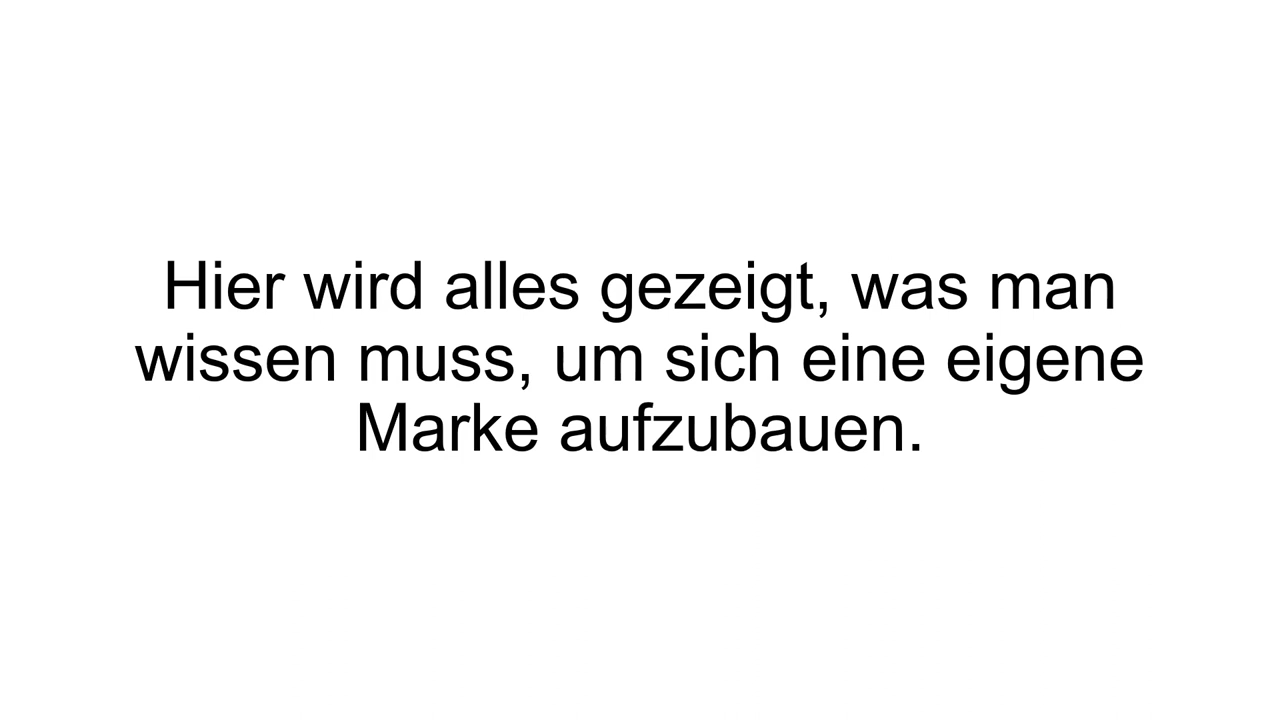 Hier wird alles gezeigt, was man
wissen muss, um sich eine eigene
Marke aufzubauen.